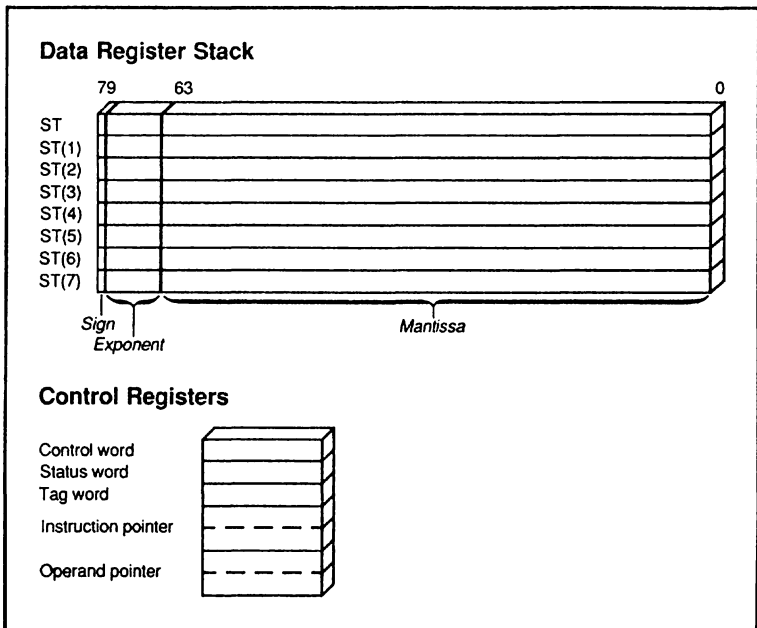 Data Register Stack
79 63 0
ST
ST(1)
ST(2)
ST(3)
ST(4)
ST(5)
ST(6)
ST(7)
Sign
Exponent
Mantissa
Control Registers
Control word
Status word
Tag word
Instruction pointer
Operand pointer